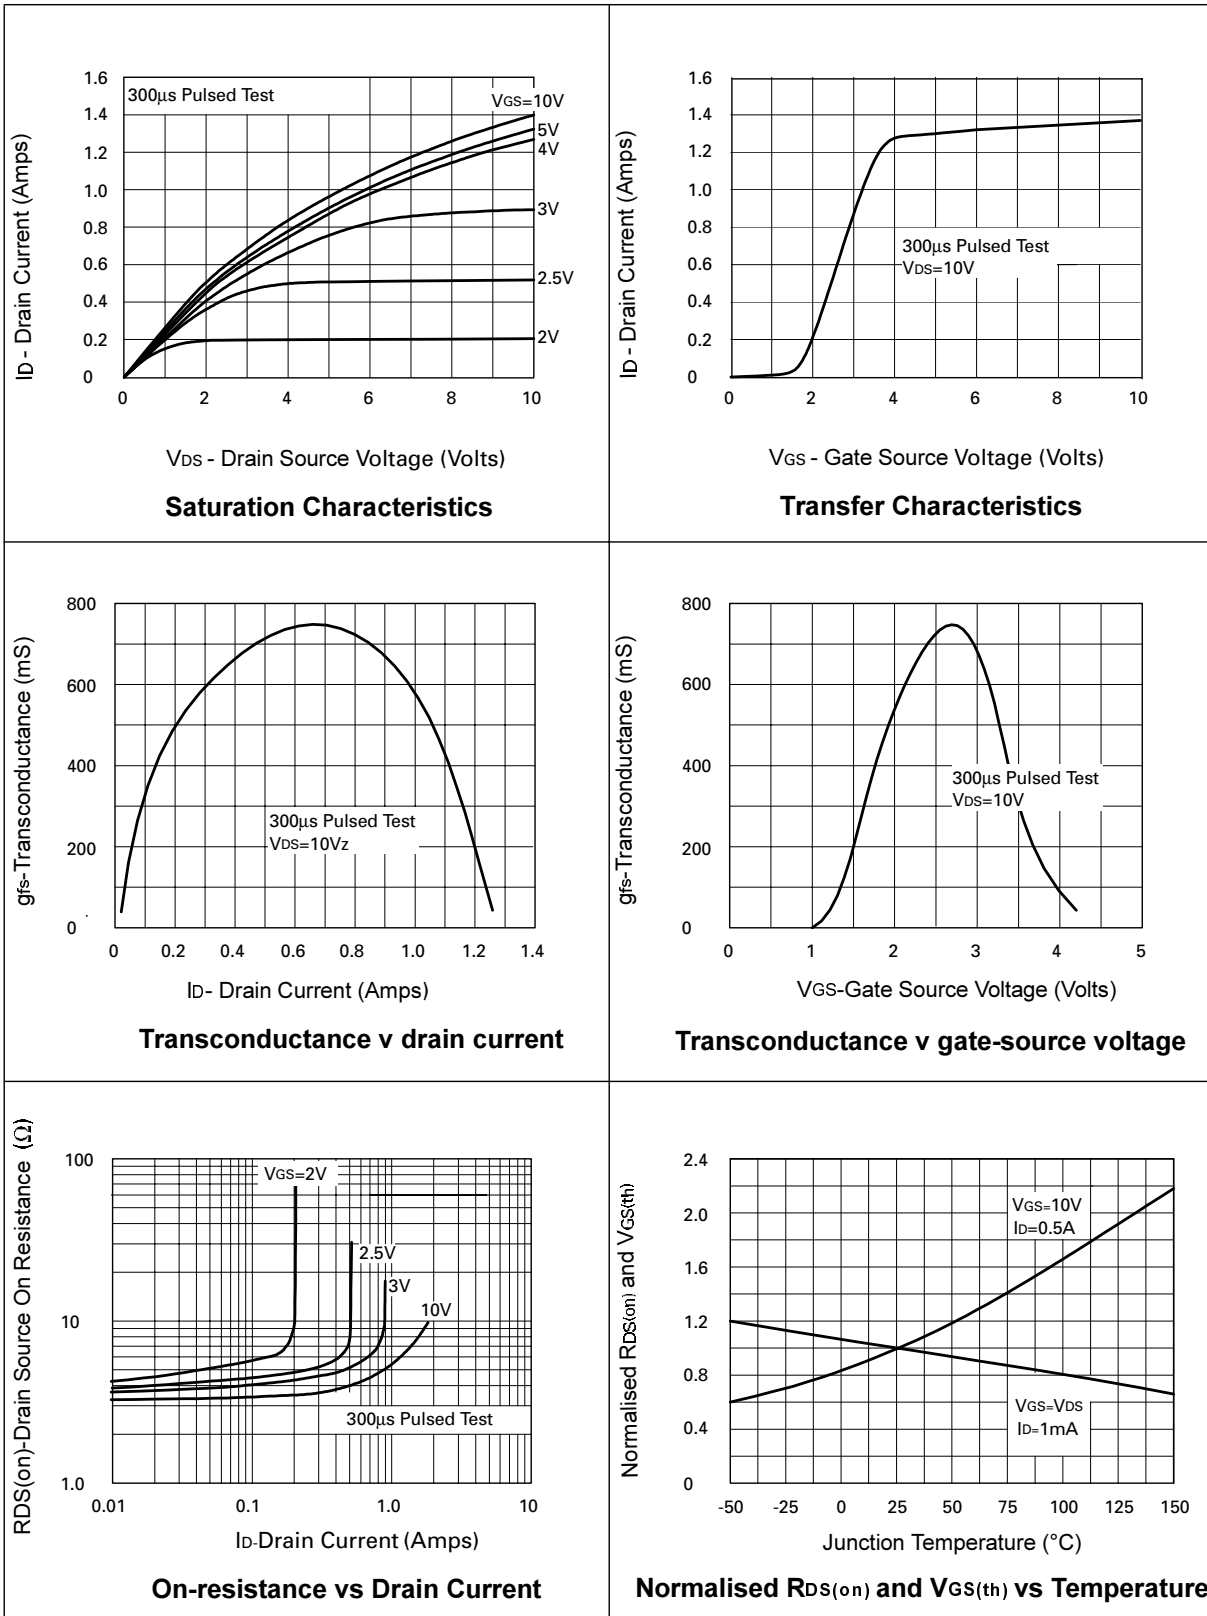 1.6
1.4
1.2
1.0
0.8
0.6
0.4
0.2
0
ID - Drain Current (Amps)
300µs Pulsed Test
VGS=10V
5V
4V
3V
2.5V
2V
0 2 4 6 8 10
VDS - Drain Source Voltage (Volts)
Saturation Characteristics
1.6
1.4
1.2
1.0
0.8
0.6
0.4
0.2
0
ID - Drain Current (Amps)
300µs Pulsed Test
VDS=10V
0 2 4 6 8 10
VGS - Gate Source Voltage (Volts)
Transfer Characteristics
800
600
400
200
0
gfs-Transconductance (mS)
300µs Pulsed Test
VDS=10Vz
0 0.2 0.4 0.6 0.8 1.0 1.2 1.4
ID- Drain Current (Amps)
Transconductance v drain current
800
600
400
200
0
gfs-Transconductance (mS)
300µs Pulsed Test
VDS=10V
0 1 2 3 4 5
VGS-Gate Source Voltage (Volts)
Transconductance v gate-source voltage
100
10
1.0
RDS(on)-Drain Source On Resistance (Ω)
VGS=2V
2.5V
3V
10V
300µs Pulsed Test
0.01 0.1 1.0 10
ID-Drain Current (Amps)
On-resistance vs Drain Current
2.4
2.0
1.6
1.2
0.8
0.4
0
Normalised RDS(on) and VGS(th)
VGS=10V
ID=0.5A
VGS=VDS
ID=1mA
-50 -25 0 25 50 75 100 125 150
Junction Temperature (°C)
Normalised RDS(on) and VGS(th) vs Temperature